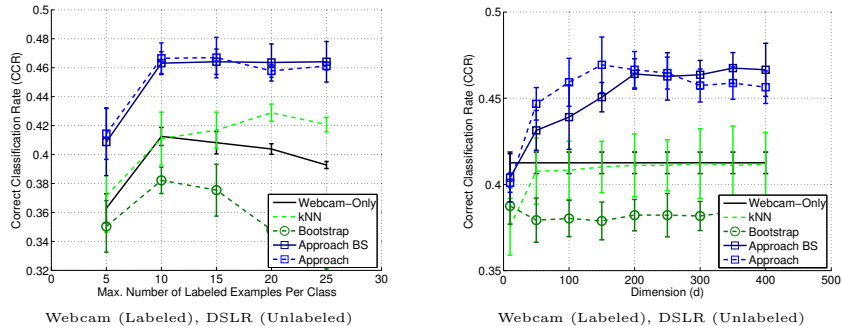 0.5
0.48
0.46
0.44
0.42
0.4
0.38
0.36
0.34
0.32
0 5 10 15 20 25 30
Correct Classification Rate (CCR)
Max. Number of Labeled Examples Per Class
Webcam-Only
kNN
Bootstrap
Approach BS
Approach
Webcam (Labeled), DSLR (Unlabeled)
0.5
0.45
0.4
0.35
0 100 200 300 400 500
Correct Classification Rate (CCR)
Dimension (d)
Webcam-Only
kNN
Bootstrap
Approach BS
Approach
Webcam (Labeled), DSLR (Unlabeled)